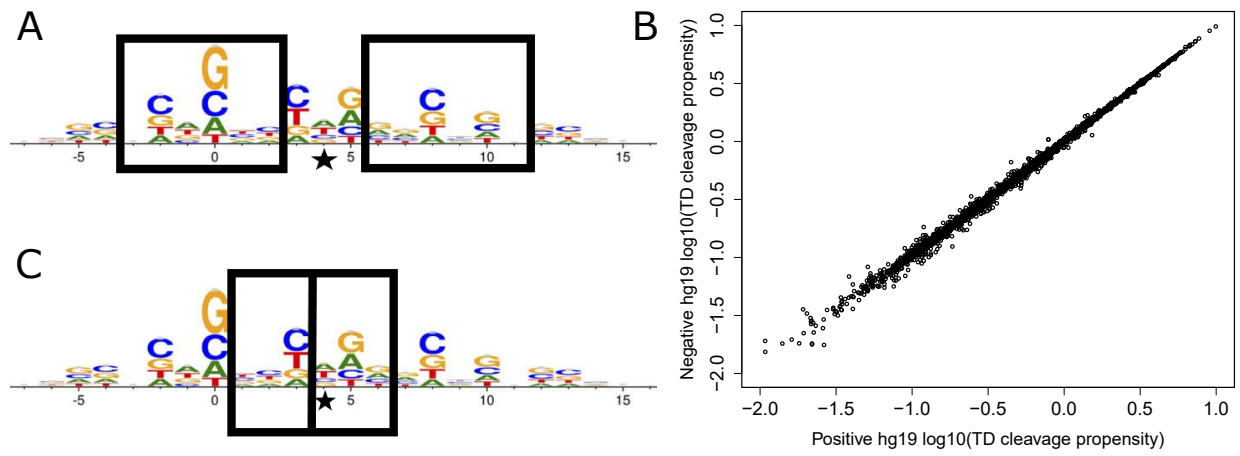 A
C G C G C G
G C T A G C
T A G C T
T
-5 0 5 10 15
★
B
Negative hg19 log10(TD cleavage propensity)
−2.0 −1.5 −1.0 −0.5 0.0 0.5 1.0
−2.0 −1.5 −1.0 −0.5 0.0 0.5 1.0
Positive hg19 log10(TD cleavage propensity)
C
C G C G C G
G C T A G C
T A G C T
T
-5 0 5 10 15
★